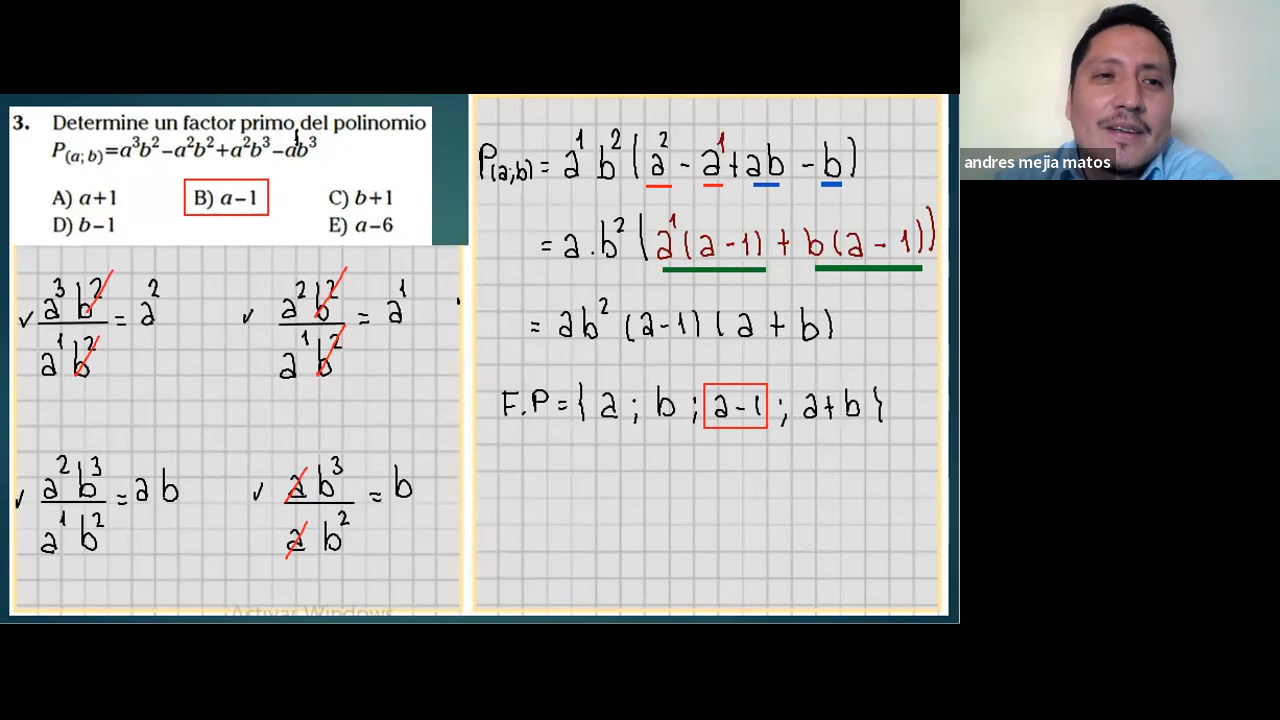 3. Determine un factor primo del polinomio
P(a; b)=a³b²−a²b²+a²b³−ab³
A) a+1 B) a−1 C) b+1
D) b−1 E) a−6
✓ a³b²/a¹b² = a² ✓ a²b²/a¹b² = a¹
✓ a²b³/a¹b² = ab ✓ ab³/ab² = b
Activar Windows
P(a;b) = a¹b²(a² − a¹ + ab − b)
= a.b²(a¹(a−1) + b(a−1))
= ab²(a−1)(a + b)
F.P = { a ; b ; a−1 ; a+b }
andres mejia matos